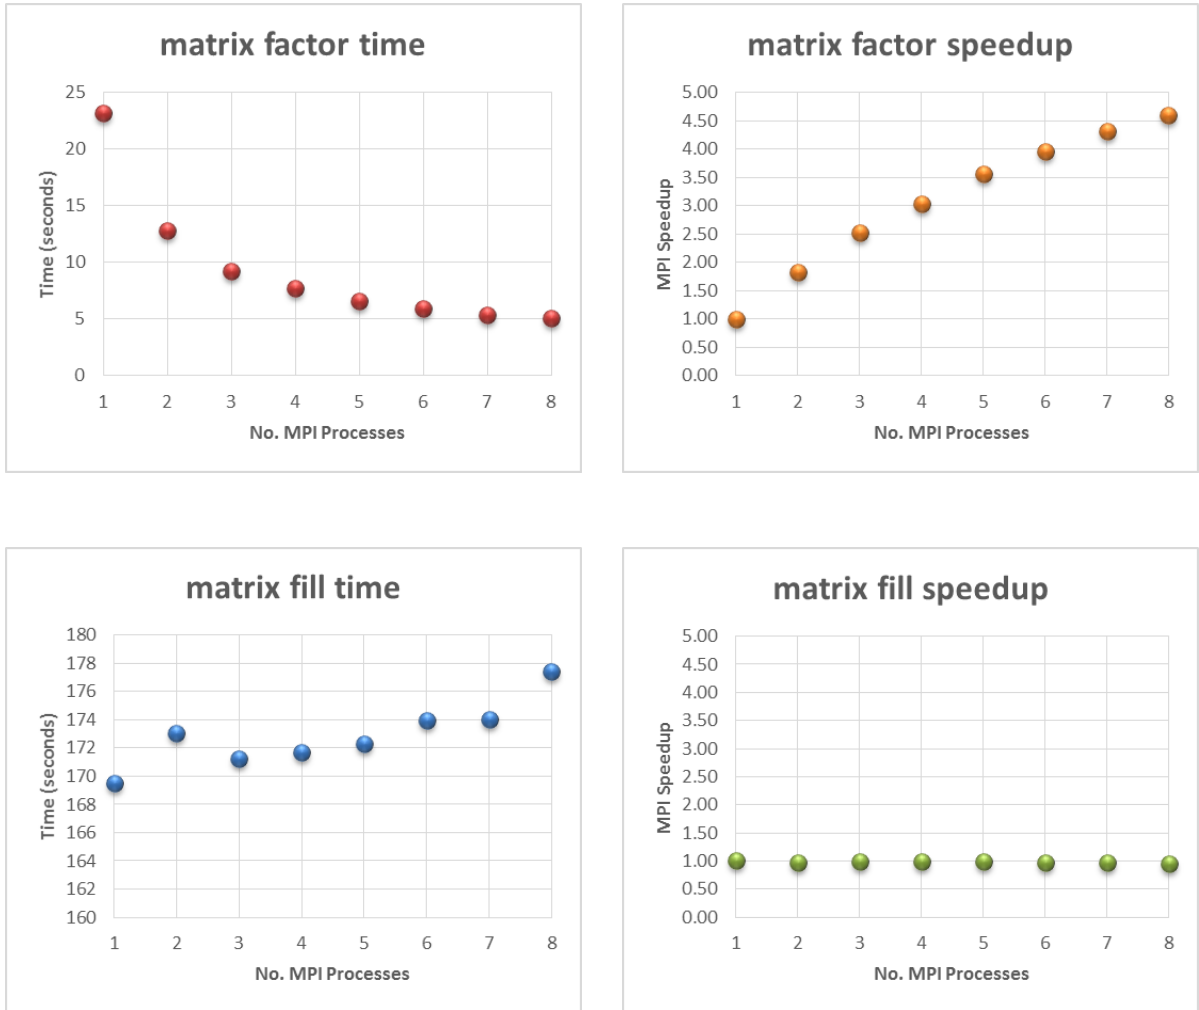 matrix factor time
25
20
15
10
5
0
Time (seconds)
1 2 3 4 5 6 7 8
No. MPI Processes
matrix factor speedup
5.00
4.50
4.00
3.50
3.00
2.50
2.00
1.50
1.00
0.50
0.00
MPI Speedup
1 2 3 4 5 6 7 8
No. MPI Processes
matrix fill time
180
178
176
174
172
170
168
166
164
162
160
Time (seconds)
1 2 3 4 5 6 7 8
No. MPI Processes
matrix fill speedup
5.00
4.50
4.00
3.50
3.00
2.50
2.00
1.50
1.00
0.50
0.00
MPI Speedup
1 2 3 4 5 6 7 8
No. MPI Processes